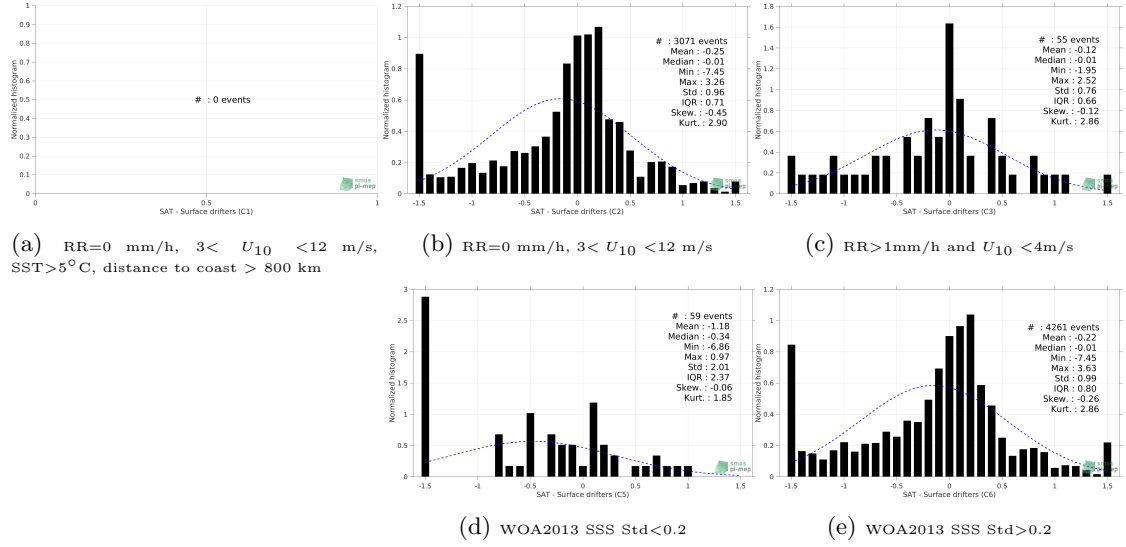 Normalized histogram
1
0.9
0.8
0.7
0.6
0.5
0.4
0.3
0.2
0.1
0
0
0.5
1
# : 0 events
smos
pi-mep
SAT - Surface drifters (C1)
(a) RR=0 mm/h, 3< U10 <12 m/s,
SST>5°C, distance to coast > 800 km
Normalized histogram
1.2
1
0.8
0.6
0.4
0.2
0
-1.5
-1
-0.5
0
0.5
1
1.5
# : 3071 events
Mean : -0.25
Median : -0.01
Min : -7.45
Max : 3.26
Std : 0.96
IQR : 0.71
Skew. : -0.45
Kurt. : 2.90
smos
pi-mep
SAT - Surface drifters (C2)
(b) RR=0 mm/h, 3< U10 <12 m/s
Normalized histogram
1.8
1.6
1.4
1.2
1
0.8
0.6
0.4
0.2
0
-1.5
-1
-0.5
0
0.5
1
1.5
# : 55 events
Mean : -0.12
Median : -0.01
Min : -1.95
Max : 2.52
Std : 0.76
IQR : 0.66
Skew. : -0.12
Kurt. : 2.86
smos
pi-mep
SAT - Surface drifters (C3)
(c) RR>1mm/h and U10 <4m/s
Normalized histogram
3
2.5
2
1.5
1
0.5
0
-1.5
-1
-0.5
0
0.5
1
1.5
# : 59 events
Mean : -1.18
Median : -0.34
Min : -6.86
Max : 0.97
Std : 2.01
IQR : 2.37
Skew. : -0.06
Kurt. : 1.85
smos
pi-mep
SAT - Surface drifters (C5)
(d) WOA2013 SSS Std<0.2
Normalized histogram
1.2
1
0.8
0.6
0.4
0.2
0
-1.5
-1
-0.5
0
0.5
1
1.5
# : 4261 events
Mean : -0.22
Median : -0.01
Min : -7.45
Max : 3.63
Std : 0.99
IQR : 0.80
Skew. : -0.26
Kurt. : 2.86
smos
pi-mep
SAT - Surface drifters (C6)
(e) WOA2013 SSS Std>0.2